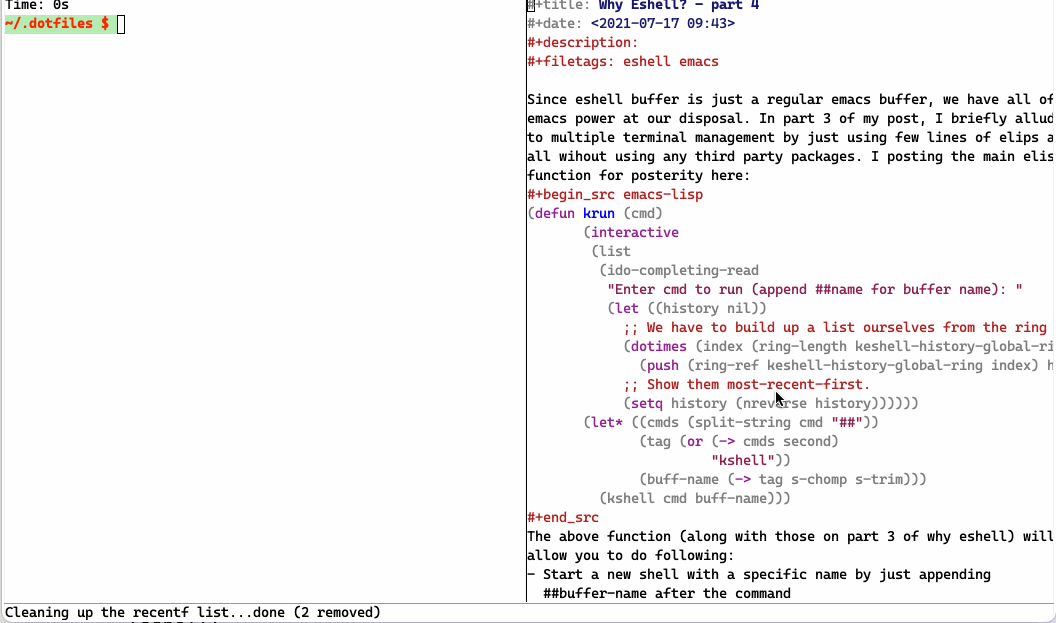 Time: 0s
~/.dotfiles $
#+title: Why Eshell? - part 4
#+date: <2021-07-17 09:43>
#+description:
#+filetags: eshell emacs
Since eshell buffer is just a regular emacs buffer, we have all of
emacs power at our disposal. In part 3 of my post, I briefly allud
to multiple terminal management by just using few lines of elips a
all wihout using any third party packages. I posting the main elis
function for posterity here:
#+begin_src emacs-lisp
(defun krun (cmd)
(interactive
(list
(ido-completing-read
"Enter cmd to run (append ##name for buffer name): "
(let ((history nil))
;; We have to build up a list ourselves from the ring
(dotimes (index (ring-length keshell-history-global-ri
(push (ring-ref keshell-history-global-ring index) h
;; Show them most-recent-first.
(setq history (nreverse history))))))
(let* ((cmds (split-string cmd "##"))
(tag (or (-> cmds second)
"kshell"))
(buff-name (-> tag s-chomp s-trim)))
(kshell cmd buff-name)))
#+end_src
The above function (along with those on part 3 of why eshell) will
allow you to do following:
- Start a new shell with a specific name by just appending
##buffer-name after the command
Cleaning up the recentf list...done (2 removed)